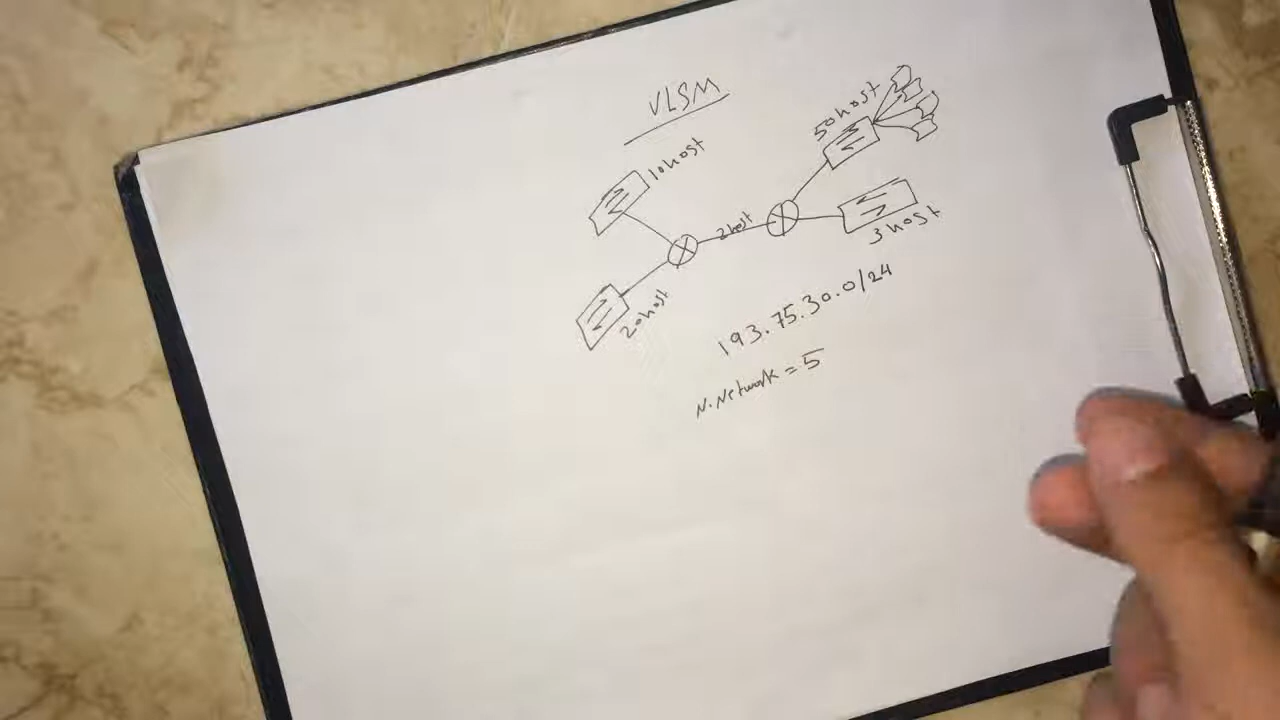 VLSM
10host
50host
2host
3host
20host
193.75.30.0/24
N.Network = 5